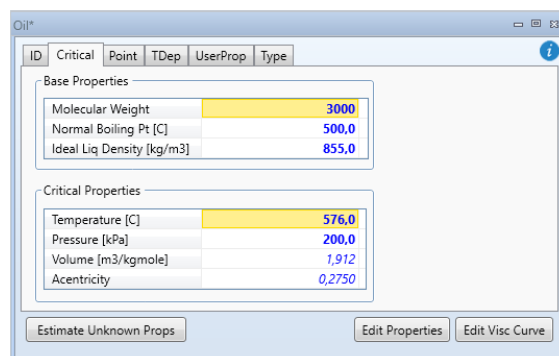 Oil*
ID Critical Point TDep UserProp Type
Base Properties
Molecular Weight 3000
Normal Boiling Pt [C] 500,0
Ideal Liq Density [kg/m3] 855,0
Critical Properties
Temperature [C] 576,0
Pressure [kPa] 200,0
Volume [m3/kgmole] 1,912
Acentricity 0,2750
Estimate Unknown Props Edit Properties Edit Visc Curve